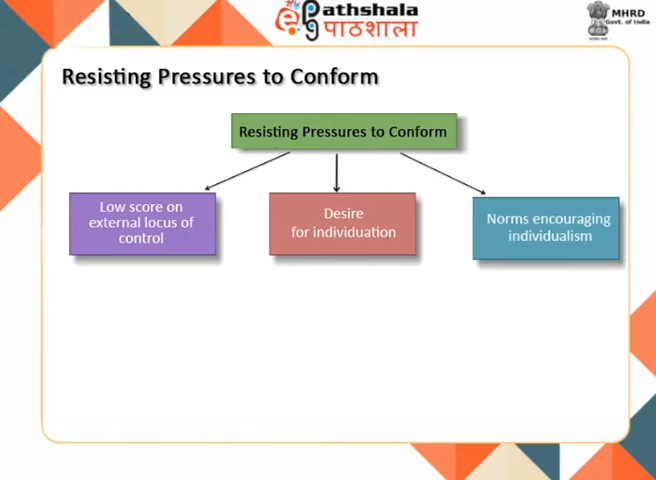 ePathshala
पाठशाला
MHRD
Govt. of India
Resisting Pressures to Conform
Resisting Pressures to Conform
Low score on
external locus of
control
Desire
for individuation
Norms encouraging
individualism